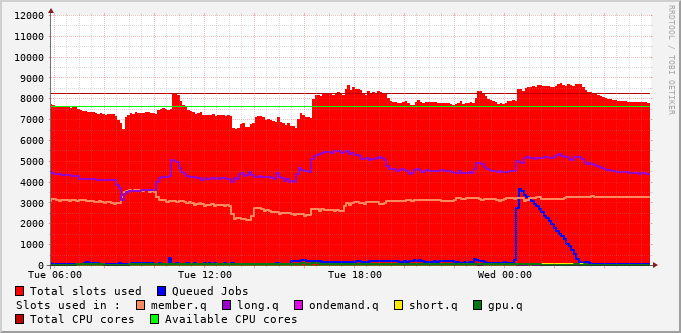 12000
11000
10000
9000
8000
7000
6000
5000
4000
3000
2000
1000
0
Tue 06:00 Tue 12:00 Tue 18:00 Wed 00:00
Total slots used Queued Jobs
Slots used in : member.q long.q ondemand.q short.q gpu.q
Total CPU cores Available CPU cores
RRDTOOL / TOBI OETIKER